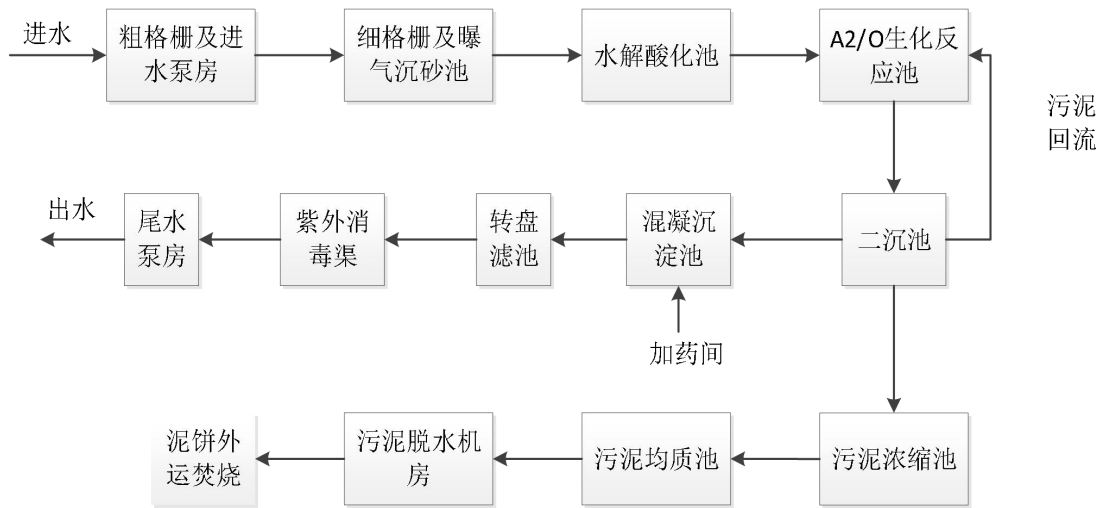 进水
粗格栅及进
水泵房
细格栅及曝
气沉砂池
水解酸化池
A2/O生化反
应池
污泥
回流
出水
尾水
泵房
紫外消
毒渠
转盘
滤池
混凝沉
淀池
二沉池
加药间
泥饼外
运焚烧
污泥脱水机
房
污泥均质池
污泥浓缩池